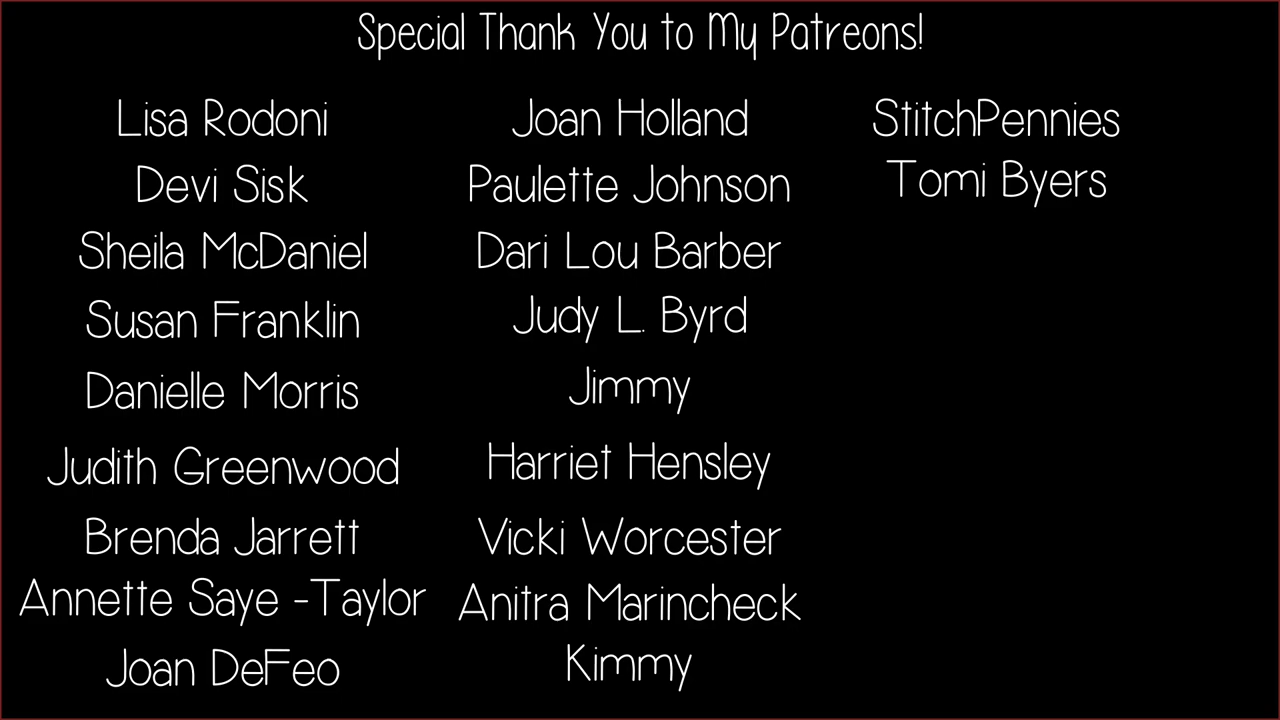 Special Thank You to My Patreons!
Lisa Rodoni
Devi Sisk
Sheila McDaniel
Susan Franklin
Danielle Morris
Judith Greenwood
Brenda Jarrett
Annette Saye -Taylor
Joan DeFeo
Joan Holland
Paulette Johnson
Dari Lou Barber
Judy L. Byrd
Jimmy
Harriet Hensley
Vicki Worcester
Anitra Marincheck
Kimmy
StitchPennies
Tomi Byers